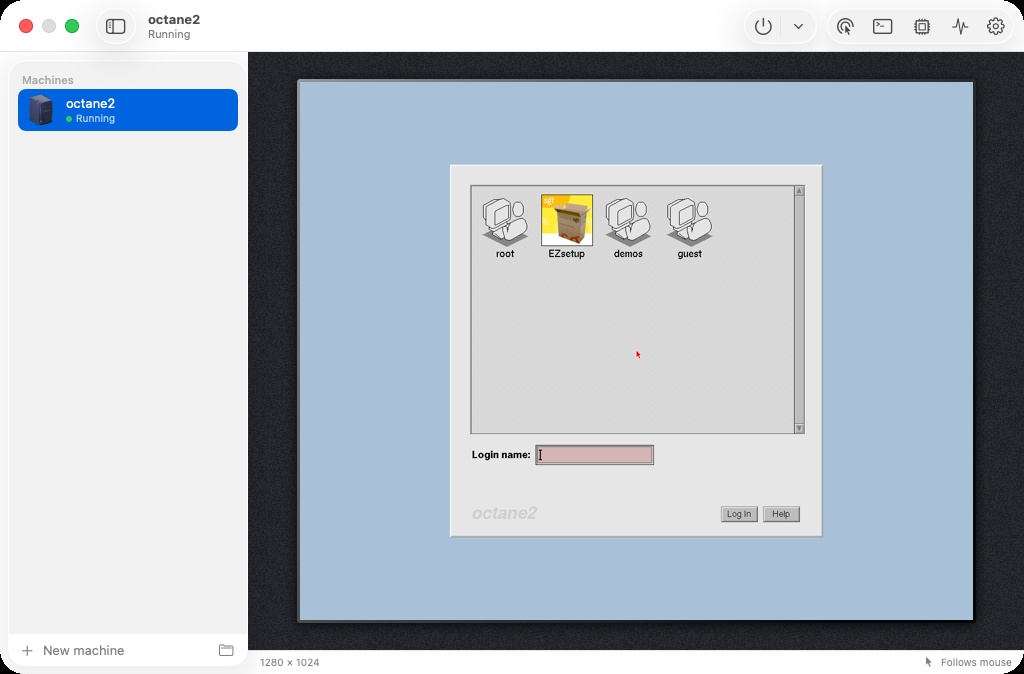 octane2
Running
Machines
octane2
Running
sgi
root
EZsetup
demos
guest
Login name:
octane2
Log In
Help
New machine
1280 × 1024
Follows mouse